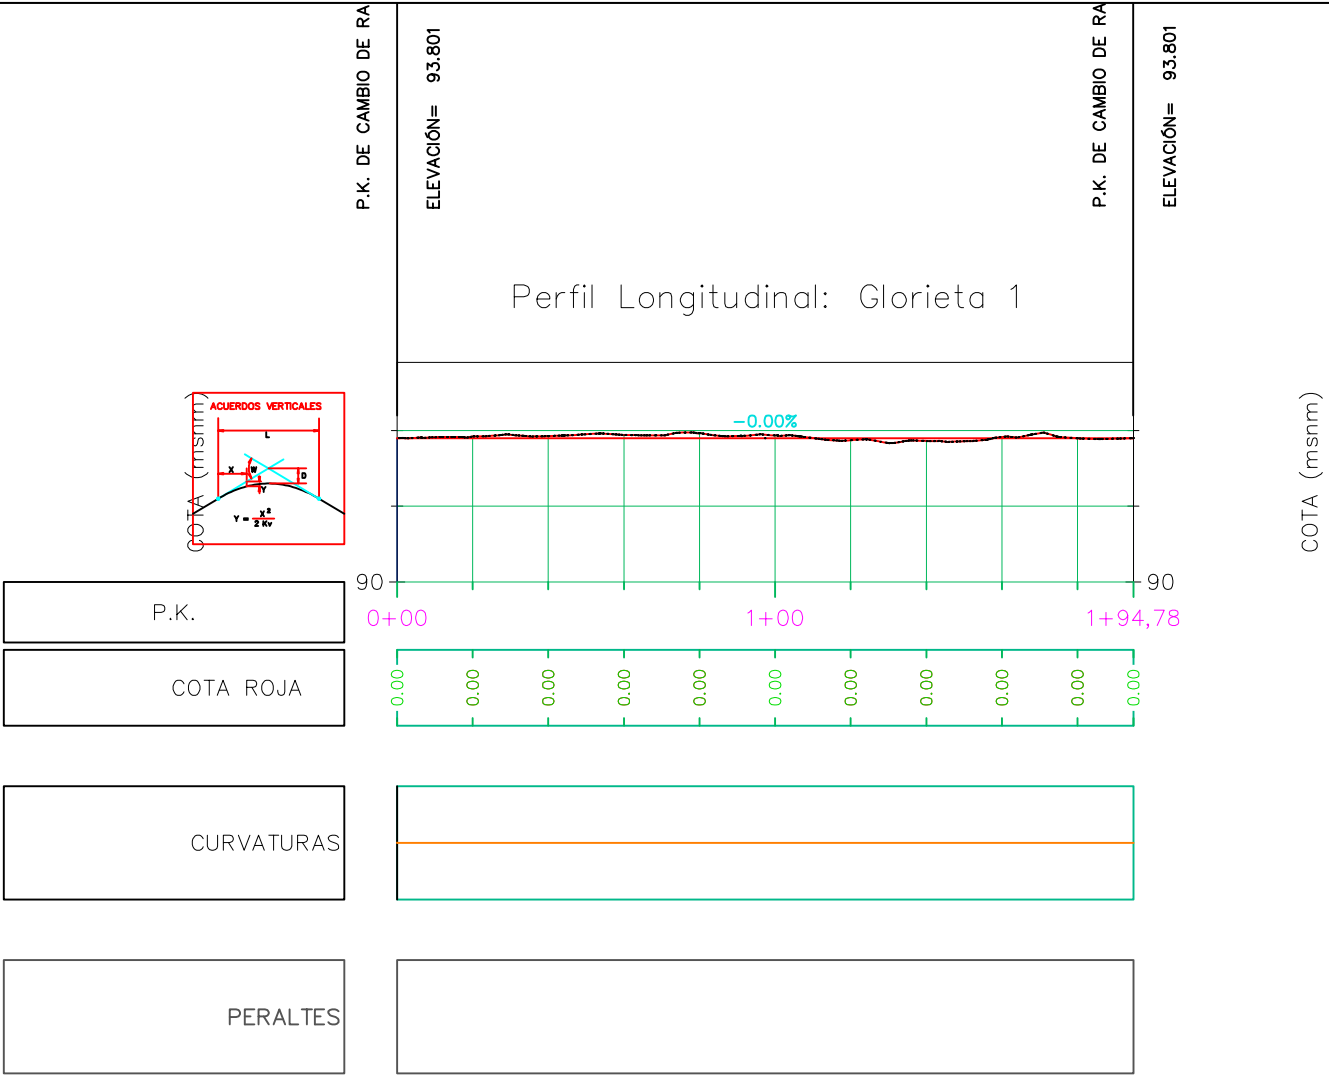 P.K. DE CAMBIO DE RA
ELEVACIÓN= 93.801
P.K. DE CAMBIO DE RA
ELEVACIÓN= 93.801
Perfil Longitudinal: Glorieta 1
COTA (msnm)
ACUERDOS VERTICALES
L
X
W
D
Y
Y = X² / 2 Kv
-0.00%
COTA (msnm)
90
90
P.K.
0+00
1+00
1+94,78
COTA ROJA
0.00
0.00
0.00
0.00
0.00
0.00
0.00
0.00
0.00
0.00
0.00
CURVATURAS
PERALTES